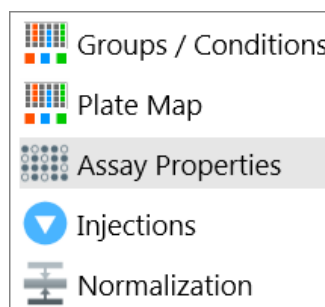 Groups / Conditions
Plate Map
Assay Properties
Injections
Normalization